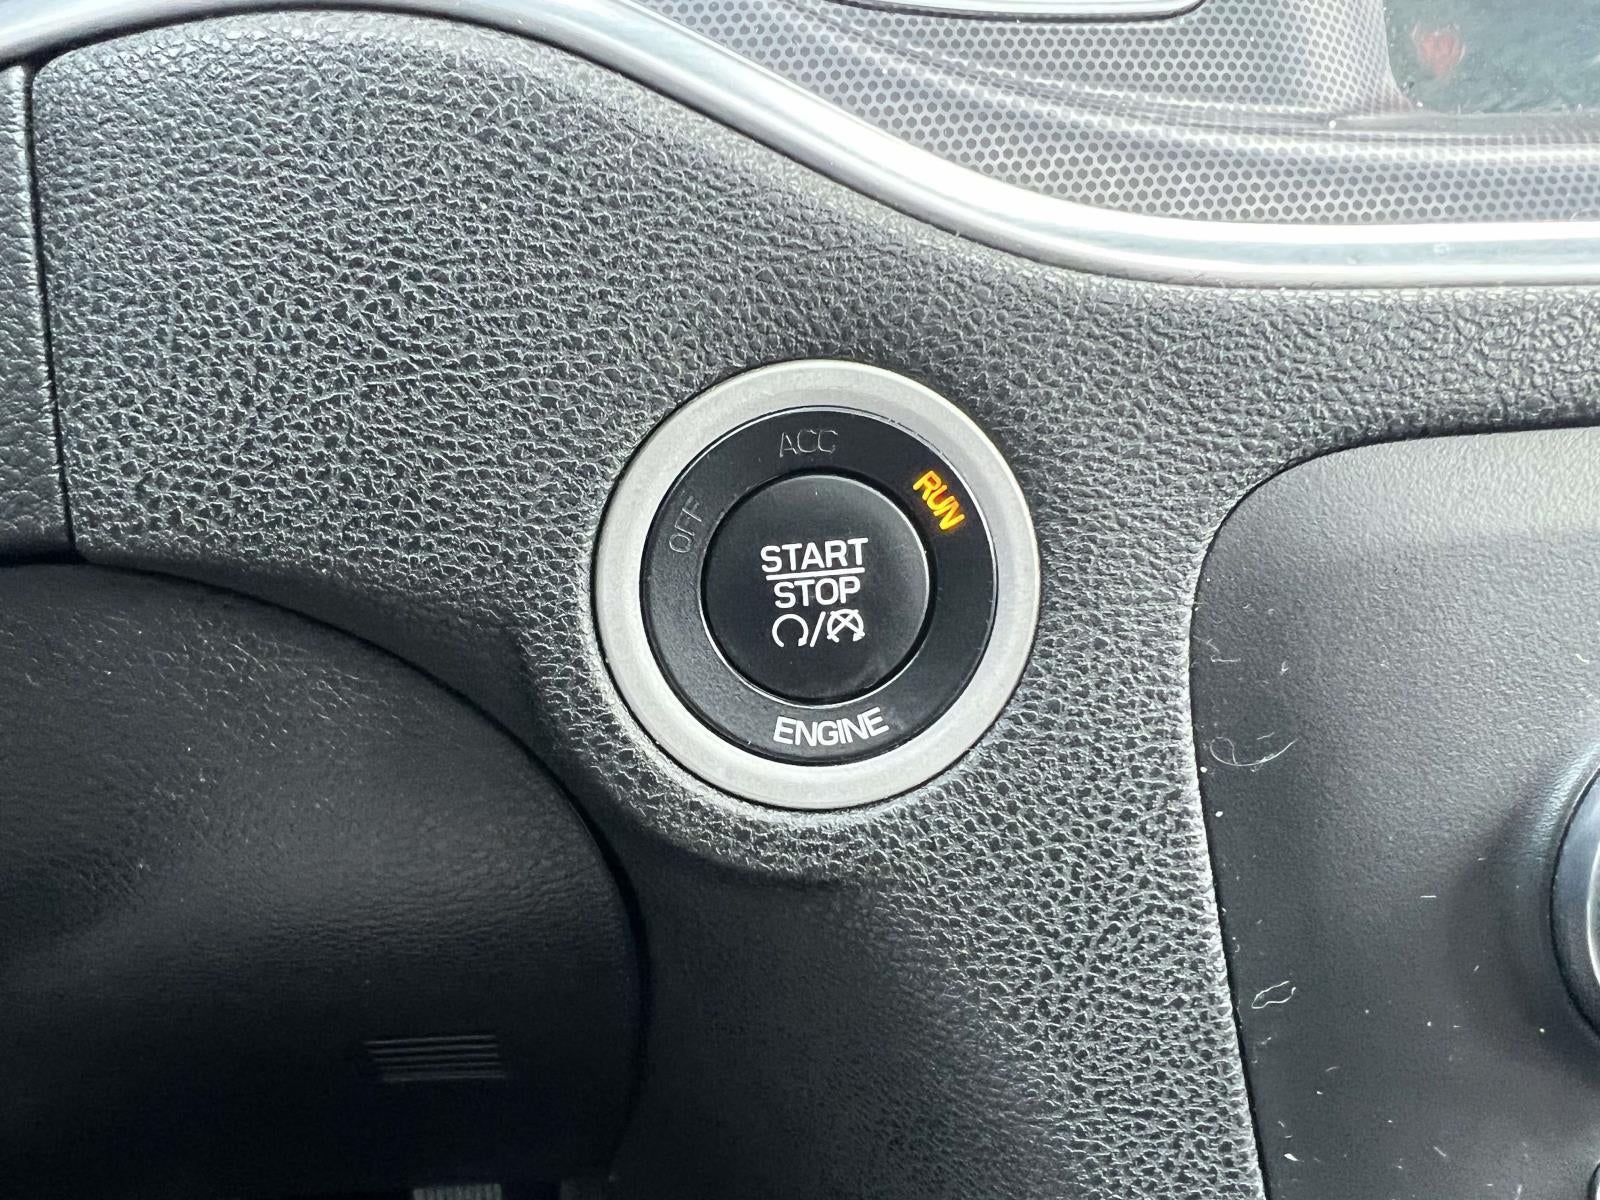 ACC
RUN
OFF
START
STOP
ENGINE